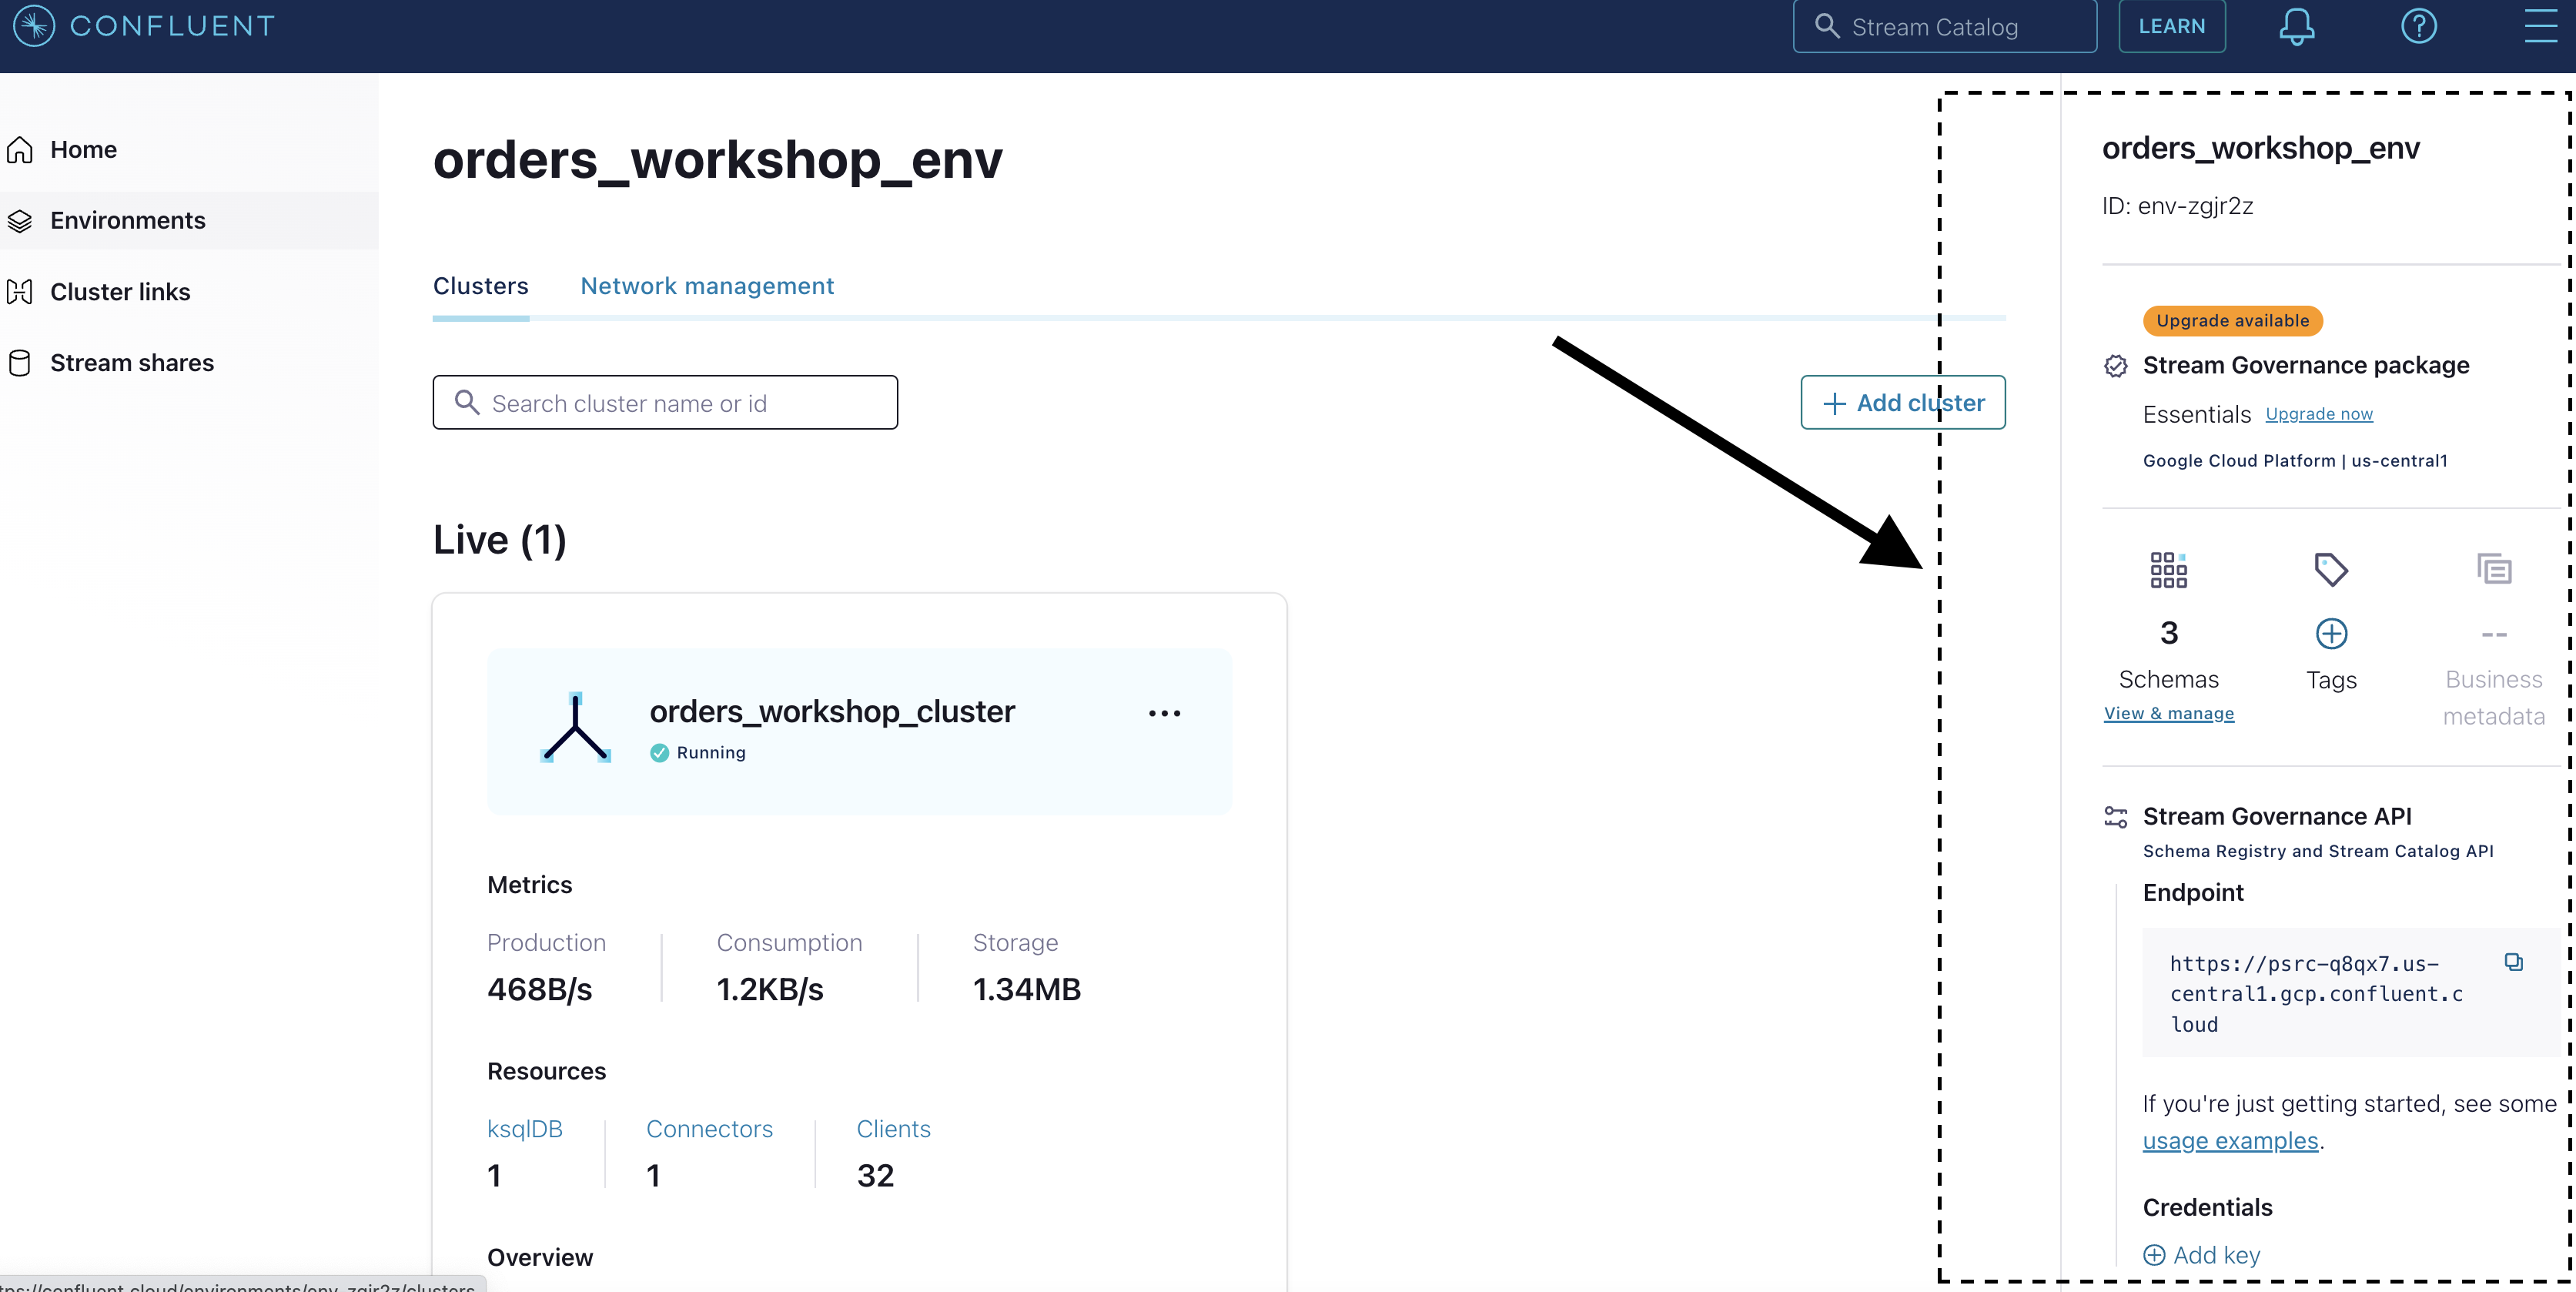 CONFLUENT
Stream Catalog
LEARN
Home
Environments
Cluster links
Stream shares
orders_workshop_env
Clusters
Network management
Search cluster name or id
Add cluster
Live (1)
orders_workshop_cluster
Running
Metrics
Production
Consumption
Storage
468B/s
1.2KB/s
1.34MB
Resources
ksqlDB
Connectors
Clients
1
1
32
Overview
tps://confluent.cloud/environments/env-zgjr2z/clusters
orders_workshop_env
ID: env-zgjr2z
Upgrade available
Stream Governance package
Essentials Upgrade now
Google Cloud Platform | us-central1
3
--
Schemas
Tags
Business
metadata
View & manage
Stream Governance API
Schema Registry and Stream Catalog API
Endpoint
https://psrc-q8qx7.us-
central1.gcp.confluent.c
loud
If you're just getting started, see some
usage examples.
Credentials
Add key